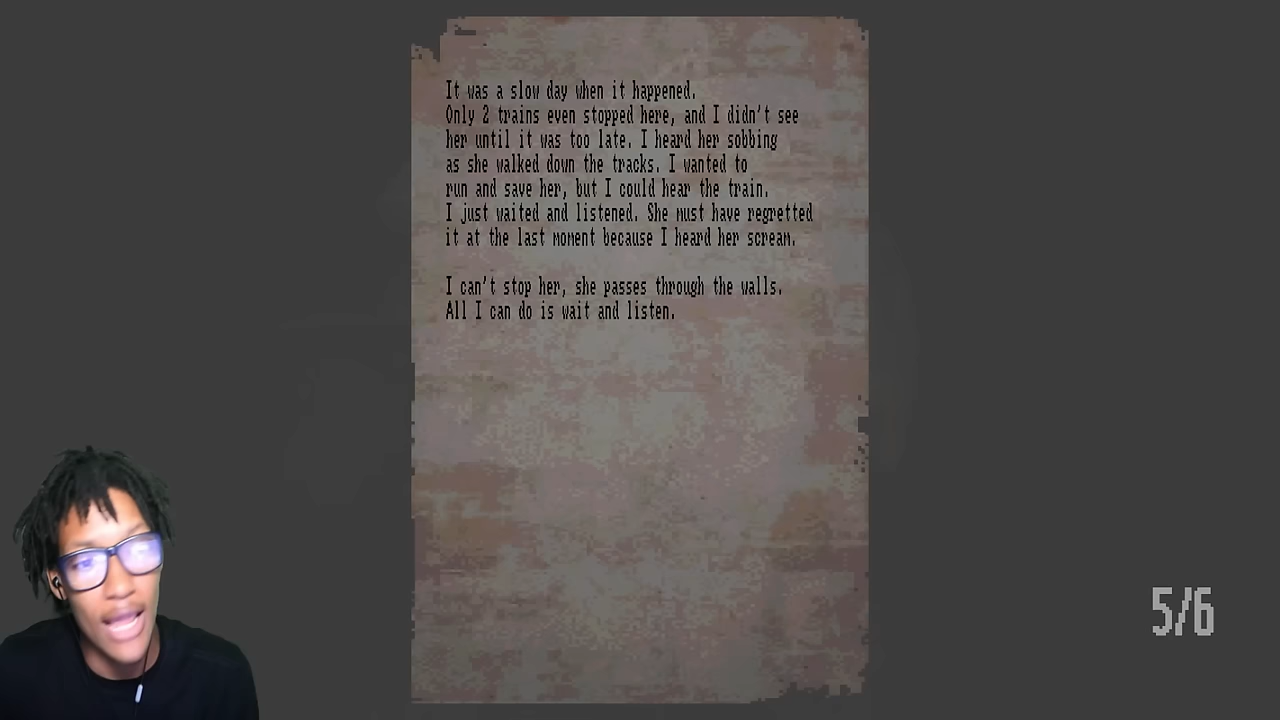 It was a slow day when it happened.
Only 2 trains even stopped here, and I didn't see
her until it was too late. I heard her sobbing
as she walked down the tracks. I wanted to
run and save her, but I could hear the train.
I just waited and listened. She must have regretted
it at the last moment because I heard her scream.
I can't stop her, she passes through the walls.
All I can do is wait and listen.
5/6